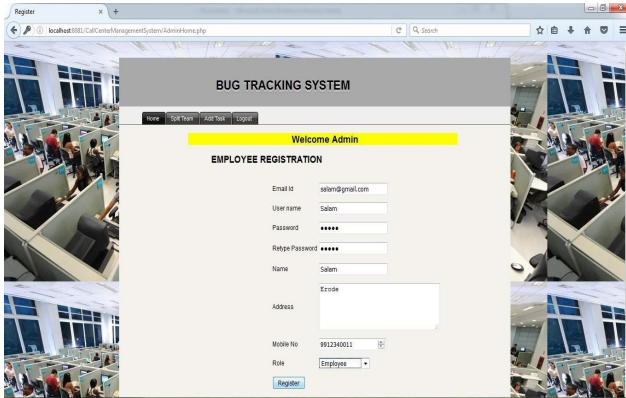 Register
localhost:8081/CallCenterManagementSystem/AdminHome.php
Search
BUG TRACKING SYSTEM
Home Split Team Add Task Logout
Welcome Admin
EMPLOYEE REGISTRATION
Email Id salam@gmail.com
User name Salam
Password •••••
Retype Password •••••
Name Salam
Address Erode
Mobile No 9912340011
Role Employee
Register